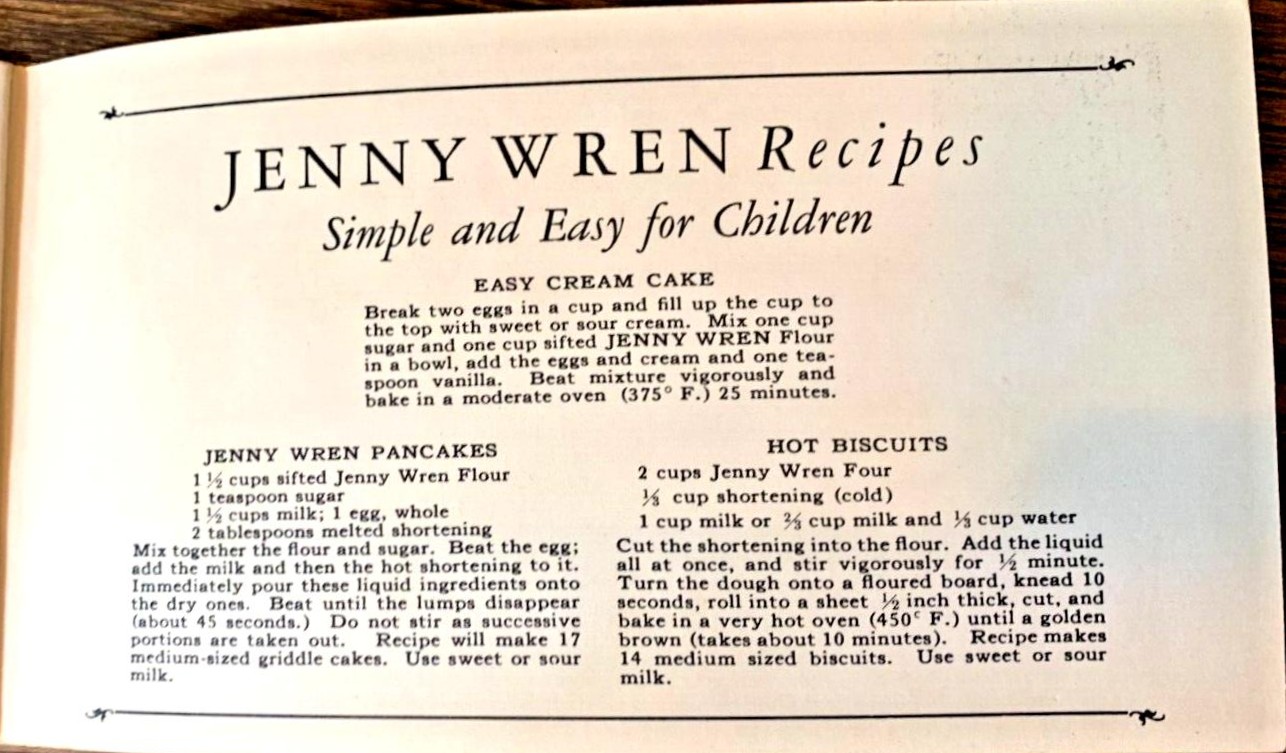 JENNY WREN Recipes
Simple and Easy for Children
EASY CREAM CAKE
Break two eggs in a cup and fill up the cup to
the top with sweet or sour cream. Mix one cup
sugar and one cup sifted JENNY WREN Flour
in a bowl, add the eggs and cream and one tea-
spoon vanilla. Beat mixture vigorously and
bake in a moderate oven (375° F.) 25 minutes.
JENNY WREN PANCAKES
1 ½ cups sifted Jenny Wren Flour
1 teaspoon sugar
1 ½ cups milk; 1 egg, whole
2 tablespoons melted shortening
Mix together the flour and sugar. Beat the egg;
add the milk and then the hot shortening to it.
Immediately pour these liquid ingredients onto
the dry ones. Beat until the lumps disappear
(about 45 seconds.) Do not stir as successive
portions are taken out. Recipe will make 17
medium-sized griddle cakes. Use sweet or sour
milk.
HOT BISCUITS
2 cups Jenny Wren Four
⅓ cup shortening (cold)
1 cup milk or ⅔ cup milk and ⅓ cup water
Cut the shortening into the flour. Add the liquid
all at once, and stir vigorously for ½ minute.
Turn the dough onto a floured board, knead 10
seconds, roll into a sheet ½ inch thick, cut, and
bake in a very hot oven (450° F.) until a golden
brown (takes about 10 minutes). Recipe makes
14 medium sized biscuits. Use sweet or sour
milk.